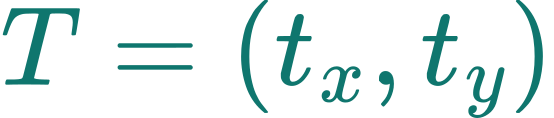 T = (t_x, t_y)